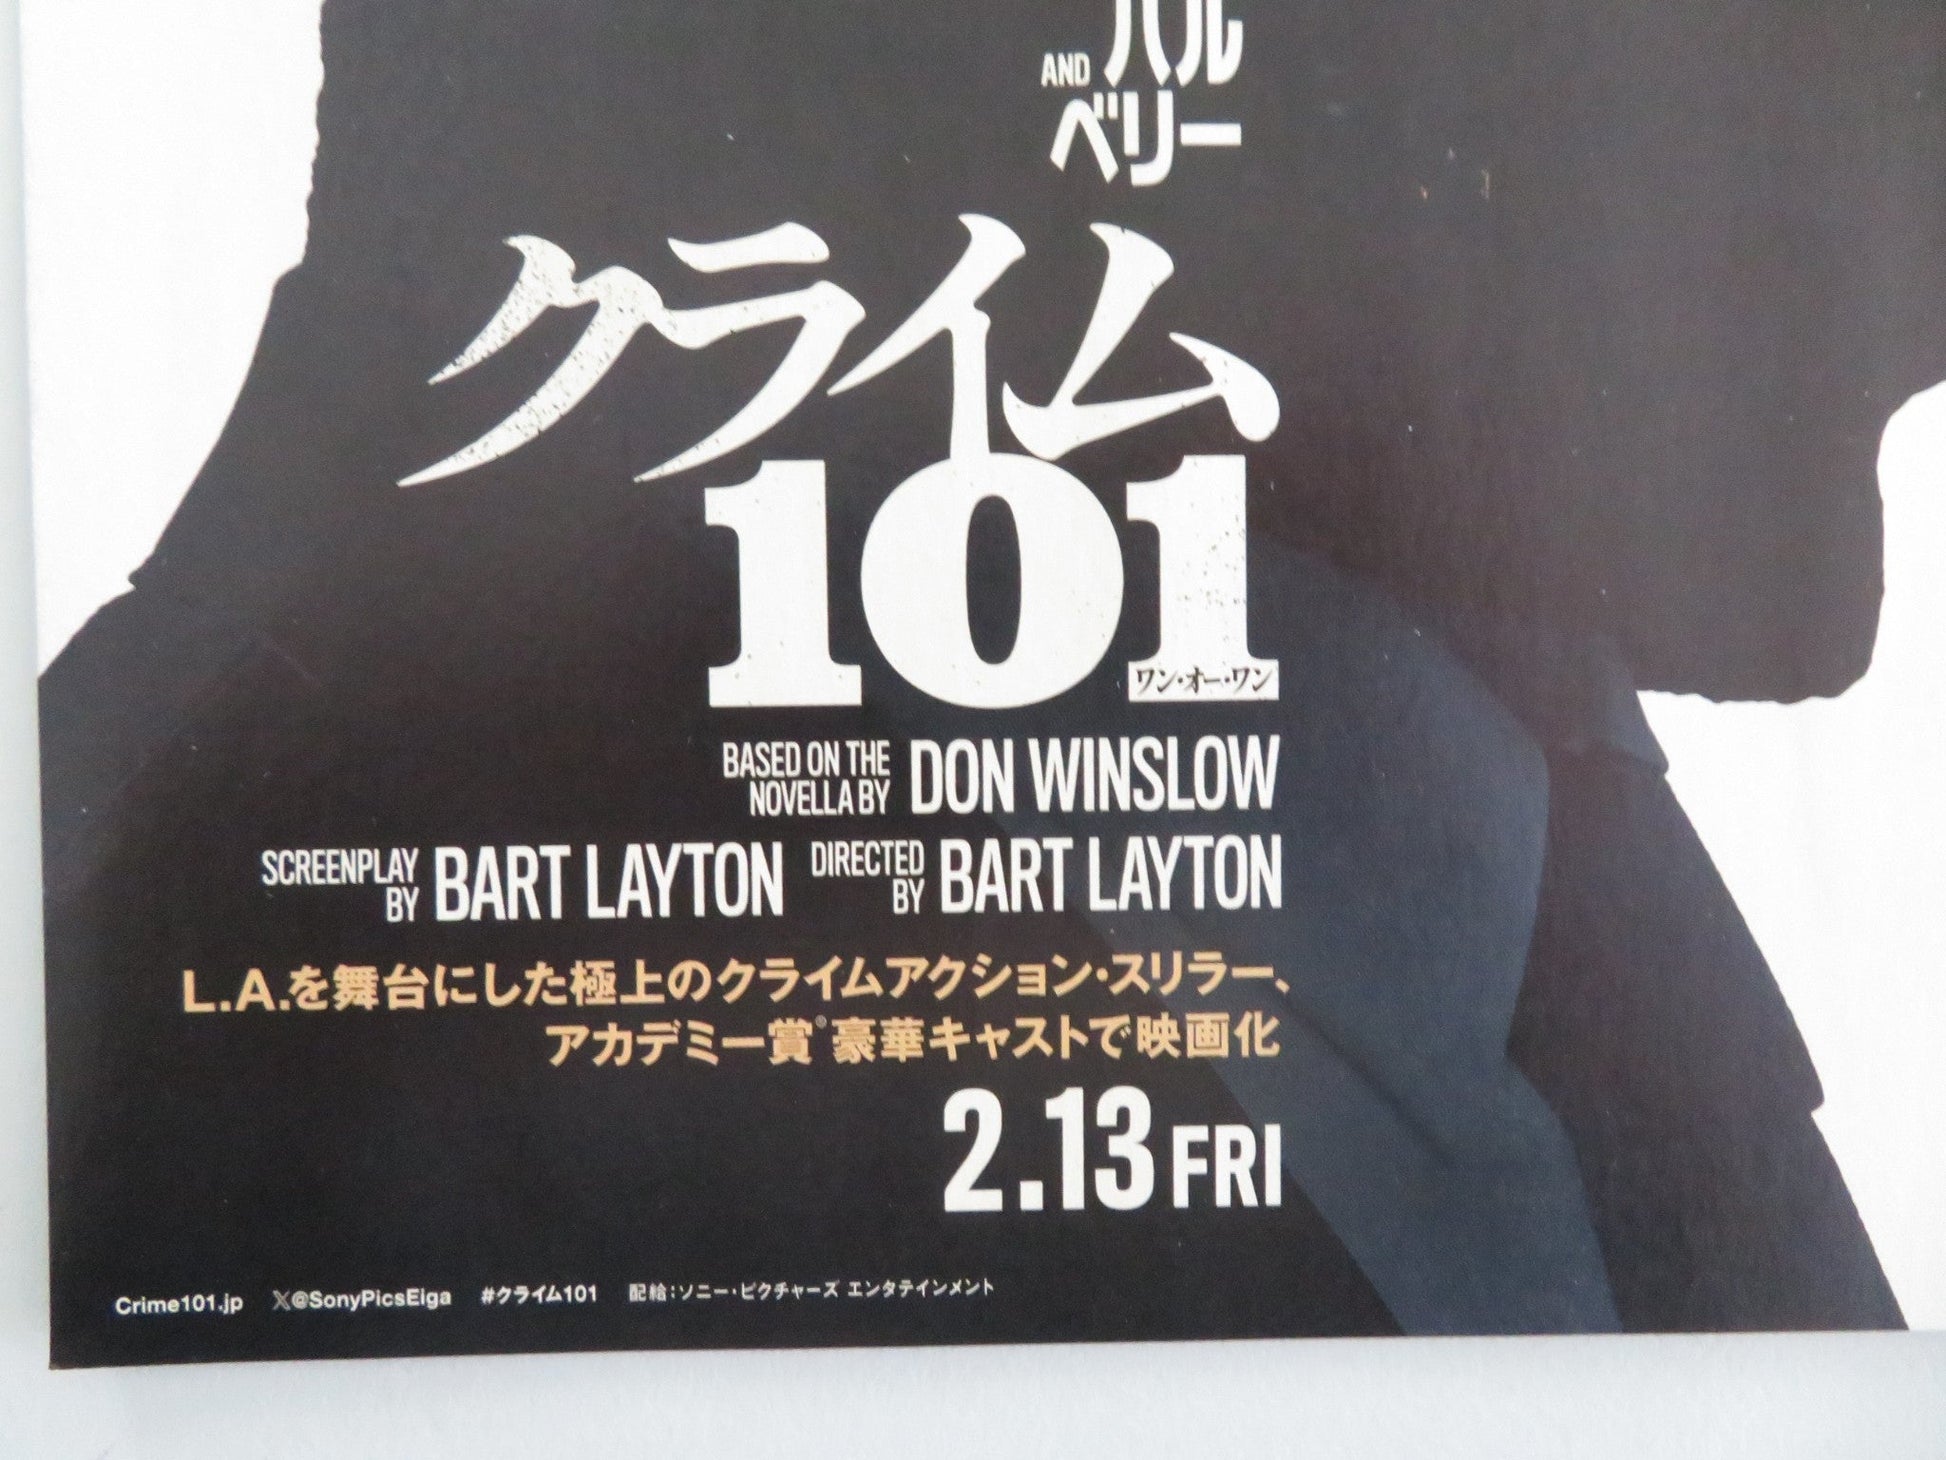 AND ハル
ベリー
クライム
101
ワン・オー・ワン
BASED ON THE
NOVELLA BY DON WINSLOW
SCREENPLAY
BY BART LAYTON DIRECTED
BY BART LAYTON
L.A.を舞台にした極上のクライムアクション・スリラー、
アカデミー賞®豪華キャストで映画化
2.13 FRI
Crime101.jp X@SonyPicsEiga #クライム101 配給：ソニー・ピクチャーズ エンタテインメント